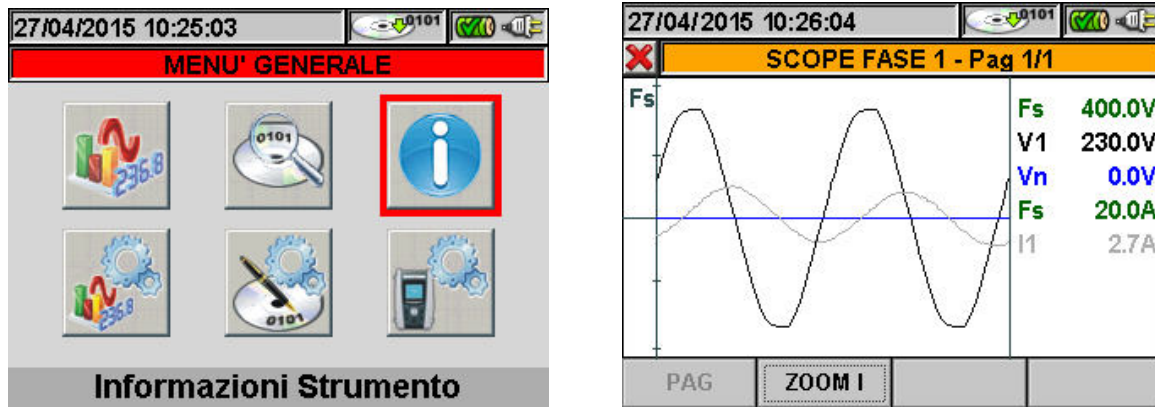 27/04/2015 10:25:03
0101
MENU' GENERALE
236.8
0101
236.8
0101
Informazioni Strumento
27/04/2015 10:26:04
0101
SCOPE FASE 1 - Pag 1/1
Fs
Fs 400.0V
V1 230.0V
Vn 0.0V
Fs 20.0A
I1 2.7A
PAG ZOOM I